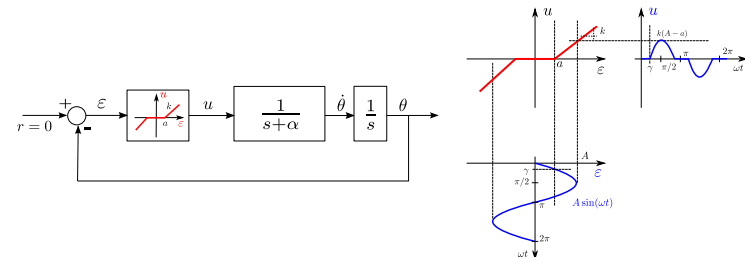 r=0
+
-
ε
u
k
a
ε
u
1
s+α
θ̇
1
s
θ
u
k
a
ε
u
k(A−a)
γ
π/2
π
2π
ωt
A
ε
γ
π/2
π
2π
ωt
A sin(ωt)